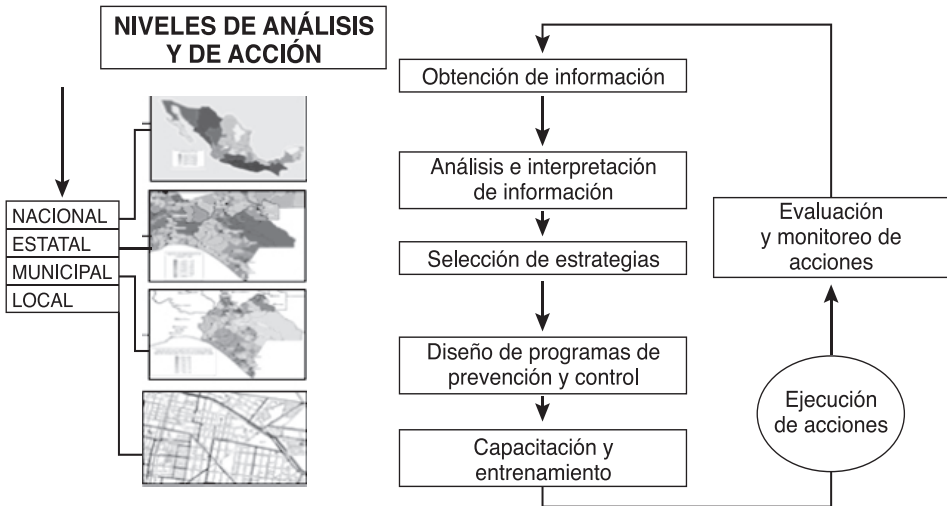 NIVELES DE ANÁLISIS
Y DE ACCIÓN
NACIONAL
ESTATAL
MUNICIPAL
LOCAL
Obtención de información
Análisis e interpretación
de información
Selección de estrategias
Diseño de programas de
prevención y control
Capacitación y
entrenamiento
Evaluación
y monitoreo de
acciones
Ejecución
de acciones